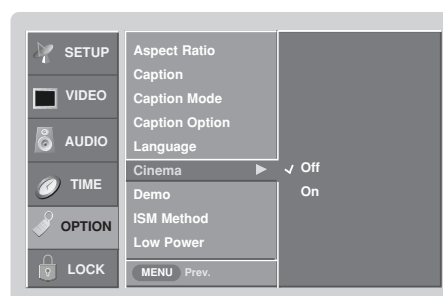 SETUP
VIDEO
AUDIO
TIME
OPTION
LOCK
Aspect Ratio
Caption
Caption Mode
Caption Option
Language
Cinema
Demo
ISM Method
Low Power
MENU Prev.
Off
On